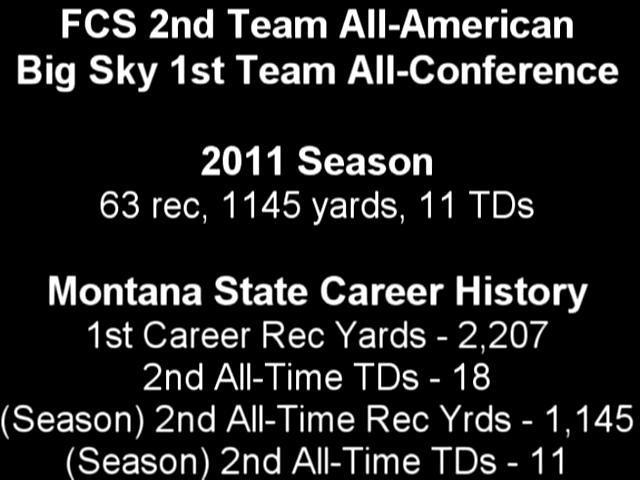 FCS 2nd Team All-American
Big Sky 1st Team All-Conference
2011 Season
63 rec, 1145 yards, 11 TDs
Montana State Career History
1st Career Rec Yards - 2,207
2nd All-Time TDs - 18
(Season) 2nd All-Time Rec Yrds - 1,145
(Season) 2nd All-Time TDs - 11